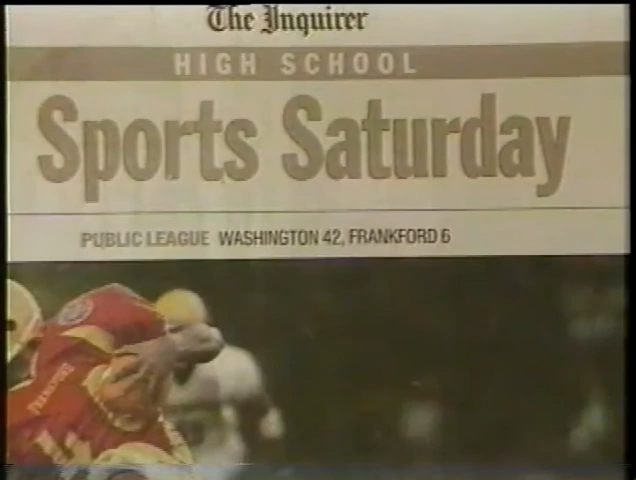 The Inquirer
HIGH SCHOOL
Sports Saturday
PUBLIC LEAGUE WASHINGTON 42, FRANKFORD 6